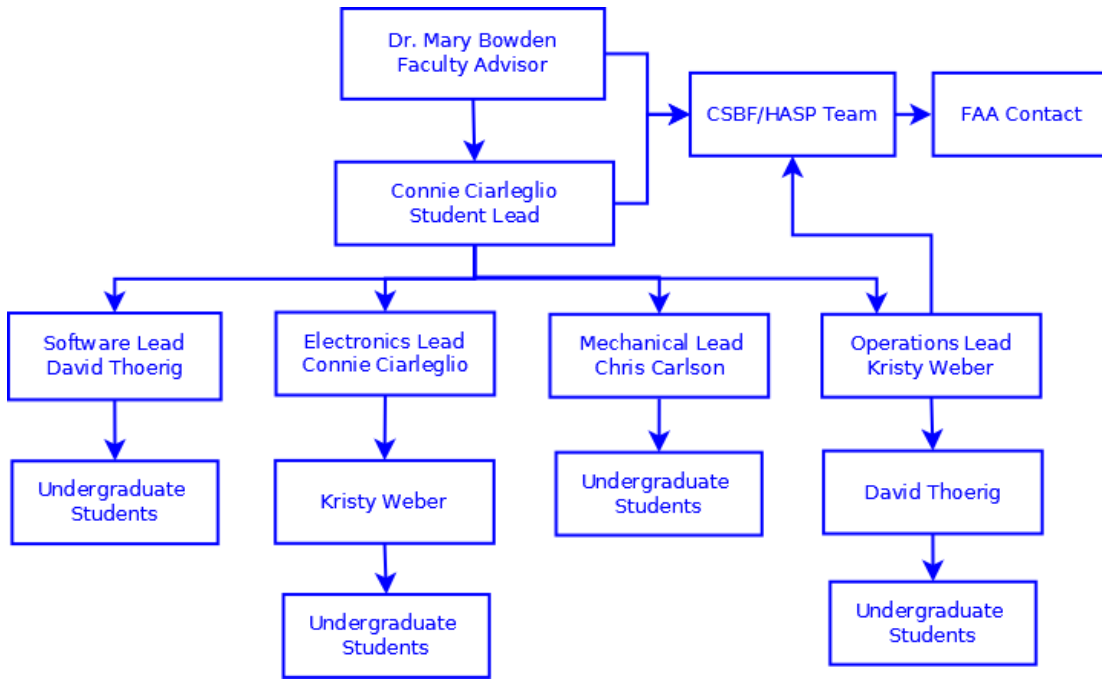 Dr. Mary Bowden
Faculty Advisor
CSBF/HASP Team
FAA Contact
Connie Ciarleglio
Student Lead
Software Lead
David Thoerig
Electronics Lead
Connie Ciarleglio
Mechanical Lead
Chris Carlson
Operations Lead
Kristy Weber
Undergraduate
Students
Kristy Weber
Undergraduate
Students
David Thoerig
Undergraduate
Students
Undergraduate
Students